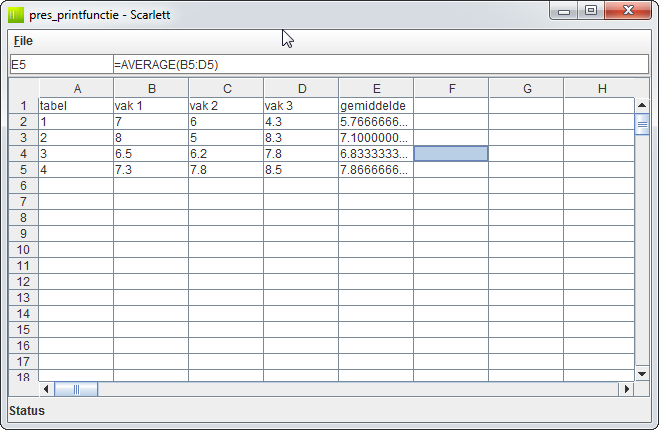 pres_printfunctie - Scarlett
File
E5 =AVERAGE(B5:D5)
A B C D E F G H
1 tabel vak 1 vak 2 vak 3 gemiddelde
2 1 7 6 4.3 5.7666666...
3 2 8 5 8.3 7.1000000...
4 3 6.5 6.2 7.8 6.8333333...
5 4 7.3 7.8 8.5 7.8666666...
6
7
8
9
10
11
12
13
14
15
16
17
18
Status